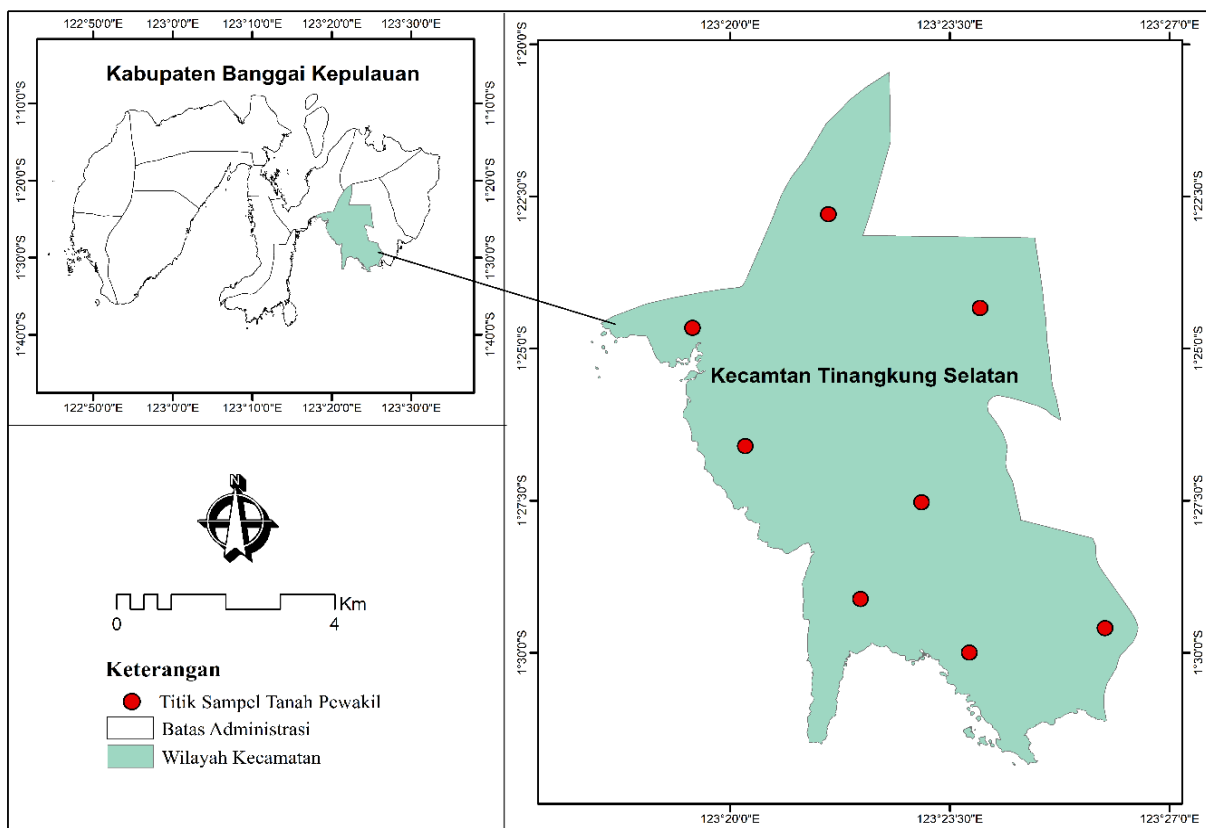 122°50'0"E 123°0'0"E 123°10'0"E 123°20'0"E 123°30'0"E
Kabupaten Banggai Kepulauan
1°10'0"S 1°10'0"S
1°20'0"S 1°20'0"S
1°30'0"S 1°30'0"S
1°40'0"S 1°40'0"S
122°50'0"E 123°0'0"E 123°10'0"E 123°20'0"E 123°30'0"E
N
Km
0 4
Keterangan
Titik Sampel Tanah Pewakil
Batas Administrasi
Wilayah Kecamatan
123°20'0"E 123°23'30"E 123°27'0"E
1°20'0"S
1°22'30"S 1°22'30"S
1°25'0"S 1°25'0"S
Kecamtan Tinangkung Selatan
1°27'30"S 1°27'30"S
1°30'0"S 1°30'0"S
123°20'0"E 123°23'30"E 123°27'0"E